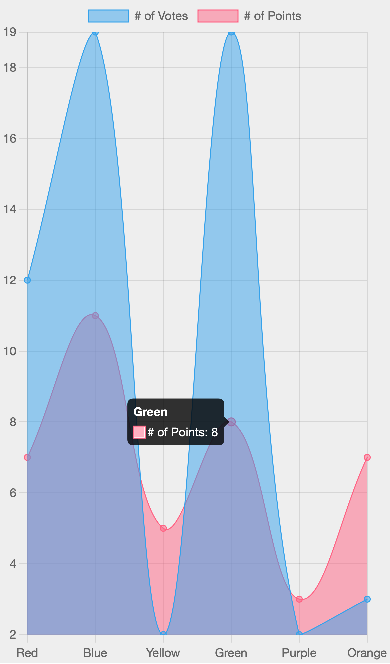 # of Votes # of Points
19
18
16
14
12
10
8
6
4
2
Green
# of Points: 8
Red Blue Yellow Green Purple Orange